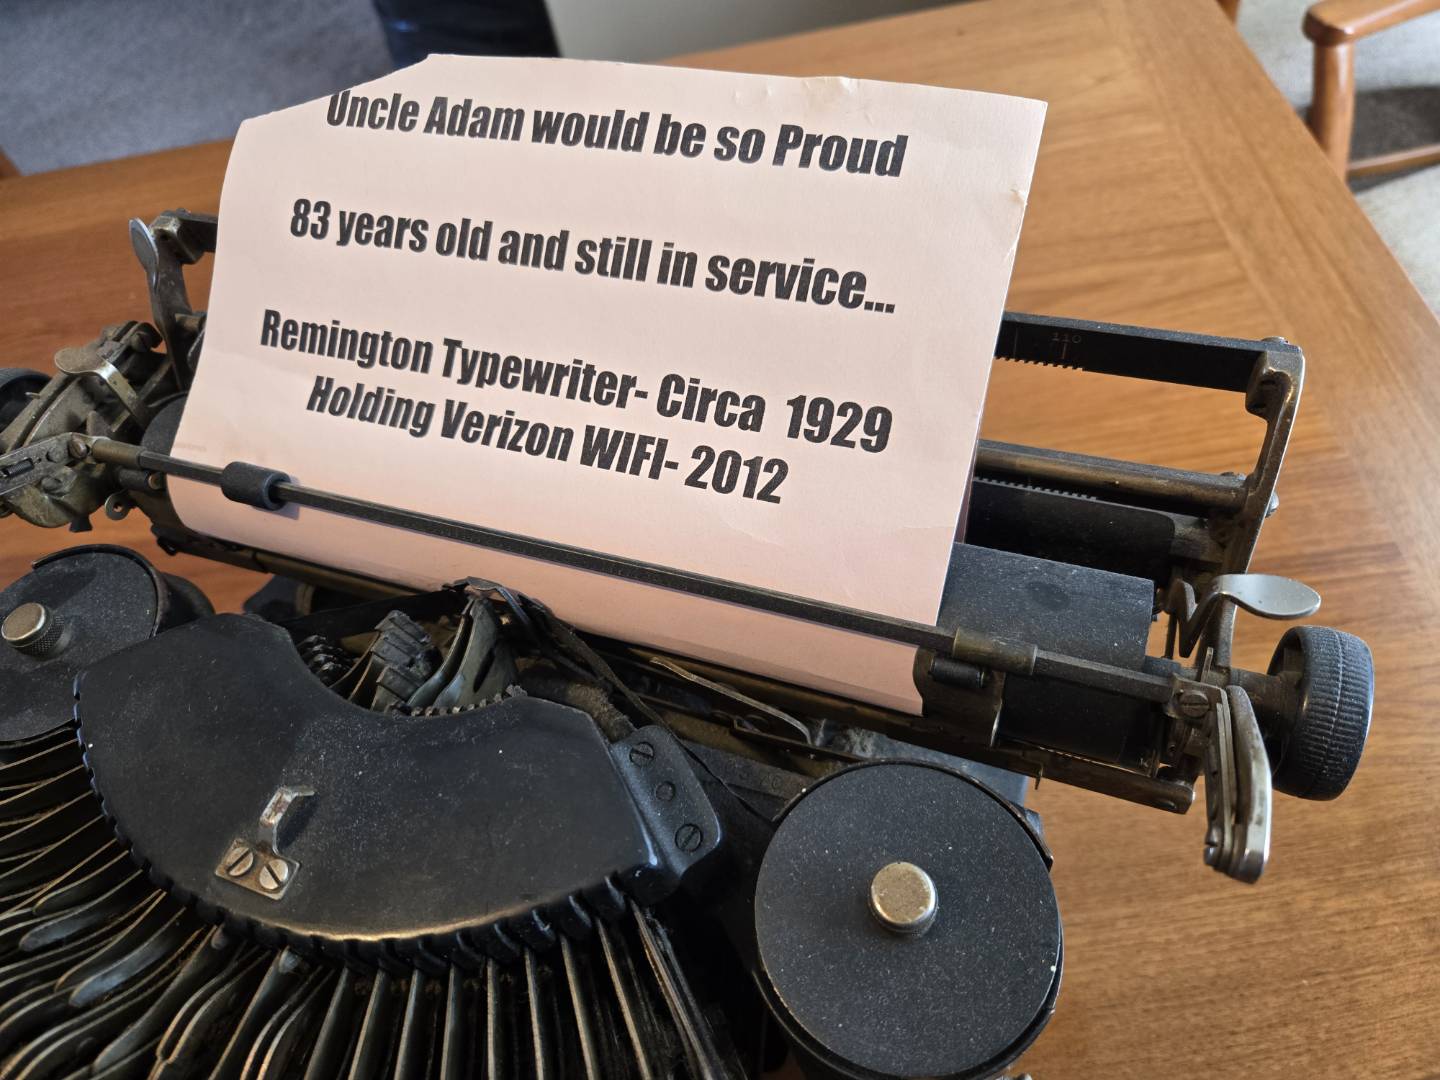 Uncle Adam would be so Proud
83 years old and still in service...
Remington Typewriter- Circa 1929
Holding Verizon WIFI- 2012
110